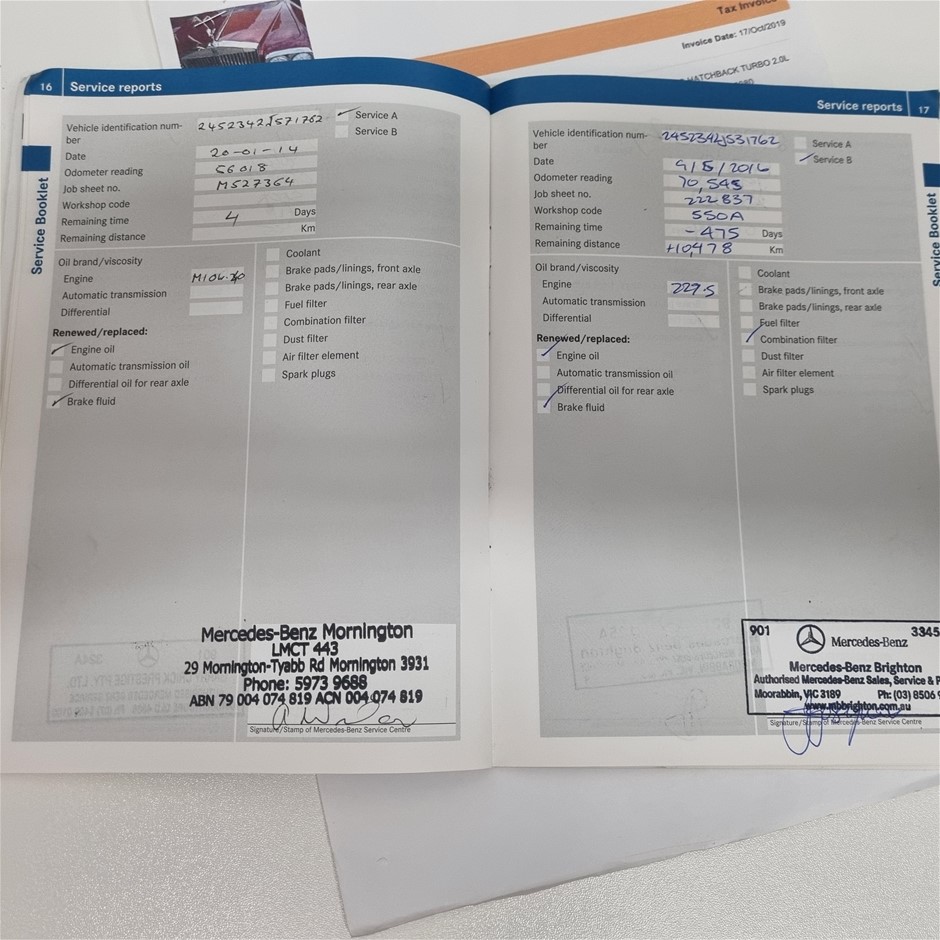 Tax Invoice
Invoice Date: 17/Oct/2019
HATCHBACK TURBO 2.0L
16 Service reports
Service Booklet
Vehicle identification num-
ber
2452342J571762
Date 20-01-14
Odometer reading 56018
Job sheet no. M527364
Workshop code
Remaining time 4 Days
Remaining distance Km
Service A
Service B
Oil brand/viscosity
Engine
Automatic transmission
Differential
Renewed/replaced:
Engine oil
Automatic transmission oil
Differential oil for rear axle
Brake fluid
Coolant
Brake pads/linings, front axle
Brake pads/linings, rear axle
Fuel filter
Combination filter
Dust filter
Air filter element
Spark plugs
Mercedes-Benz Mornington
LMCT 443
29 Mornington-Tyabb Rd Mornington 3931
Phone: 5973 9688
ABN 79 004 074 819 ACN 004 074 819
Signature/Stamp of Mercedes-Benz Service Centre
Service reports 17
Service Booklet
Vehicle identification num-
ber
2452342J531762
Date 9/5/2016
Odometer reading 70,545
Job sheet no. 222837
Workshop code 550A
Remaining time -475 Days
Remaining distance +10,478 Km
Service A
Service B
Oil brand/viscosity
Engine 229.5
Automatic transmission
Differential
Renewed/replaced:
Engine oil
Automatic transmission oil
Differential oil for rear axle
Brake fluid
Coolant
Brake pads/linings, front axle
Brake pads/linings, rear axle
Fuel filter
Combination filter
Dust filter
Air filter element
Spark plugs
901 3345
Mercedes-Benz
Mercedes-Benz Brighton
Authorised Mercedes-Benz Sales, Service & P
Moorabbin, VIC 3189 Ph: (03) 8506
www.mbbrighton.com.au
Signature/Stamp of Mercedes-Benz Service Centre